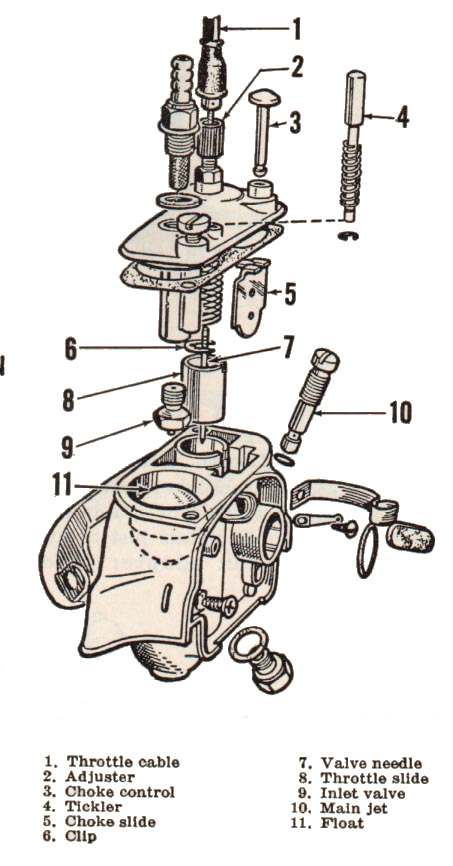 1
2
3
4
5
6
7
8
9
10
11
1. Throttle cable
2. Adjuster
3. Choke control
4. Tickler
5. Choke slide
6. Clip
7. Valve needle
8. Throttle slide
9. Inlet valve
10. Main jet
11. Float